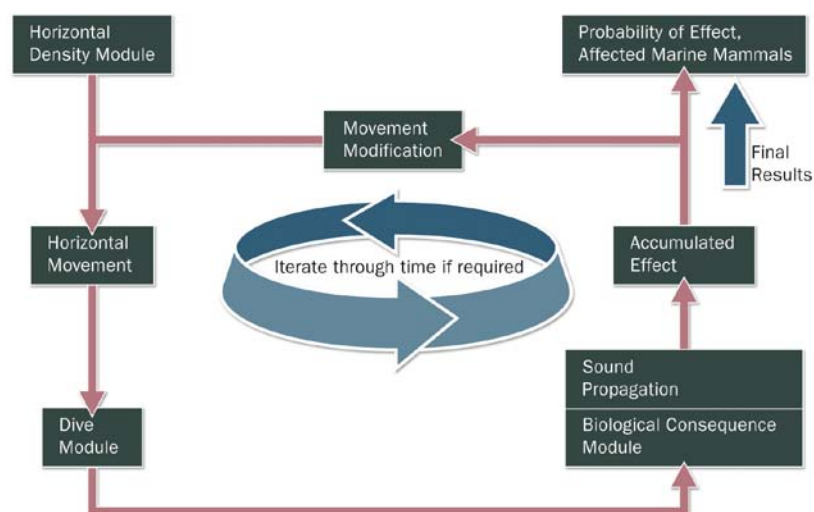 Horizontal
Density Module
Probability of Effect,
Affected Marine Mammals
Movement
Modification
Final
Results
Horizontal
Movement
Iterate through time if required
Accumulated
Effect
Sound
Propagation
Dive
Module
Biological Consequence
Module